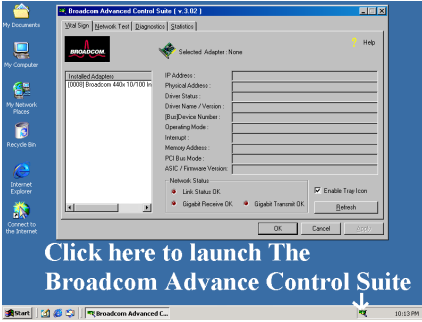 My Documents
My Computer
My Network
Places
Recycle Bin
Internet
Explorer
Connect to
the Internet
Broadcom Advanced Control Suite ( v.3.02 )
Vital Sign
Network Test
Diagnostics
Statistics
BROADCOM.
Selected Adapter : None
? Help
Installed Adapters
[0008] Broadcom 440x 10/100 In
IP Address :
Physical Address :
Driver Status :
Driver Name / Version :
[Bus]Device Number :
Operating Mode :
Interrupt :
Memory Address :
PCI Bus Mode :
ASIC / Firmware Version:
Network Status
Link Status OK
Gigabit Receive OK
Gigabit Transmit OK
Enable Tray Icon
Refresh
OK
Cancel
Apply
Click here to launch The
Broadcom Advance Control Suite
Start
Broadcom Advanced C...
10:13 PM